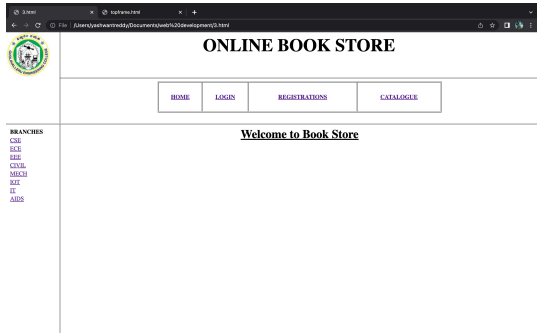 3.html
topframe.html
File /Users/yashwantreddy/Documents/web%20development/3.html
ONLINE BOOK STORE
HOME LOGIN REGISTRATIONS CATALOGUE
BRANCHES
CSE
ECE
EEE
CIVIL
MECH
IOT
IT
AIDS
Welcome to Book Store